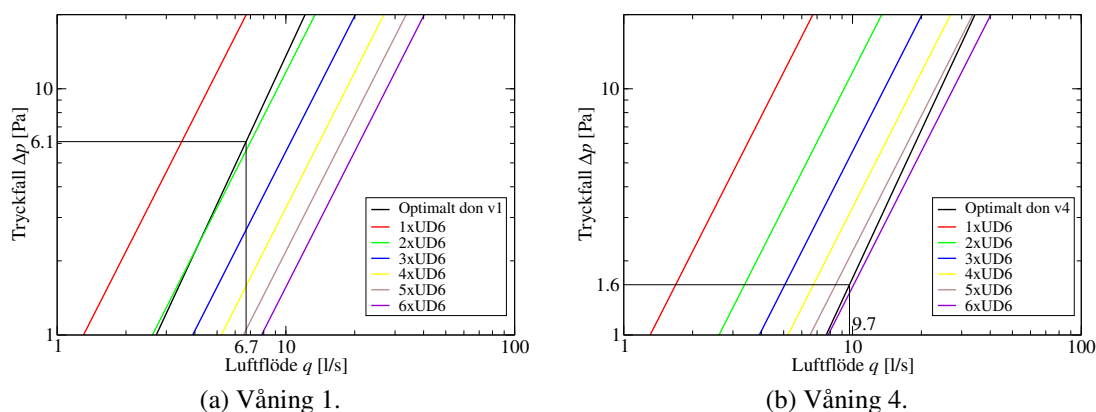 Tryckfall Δp [Pa]
10
6.1
1
1
6.7
10
100
Luftflöde q [l/s]
Optimalt don v1
1xUD6
2xUD6
3xUD6
4xUD6
5xUD6
6xUD6
(a) Våning 1.
Tryckfall Δp [Pa]
10
1.6
1
1
9.7
10
100
Luftflöde q [l/s]
Optimalt don v4
1xUD6
2xUD6
3xUD6
4xUD6
5xUD6
6xUD6
(b) Våning 4.